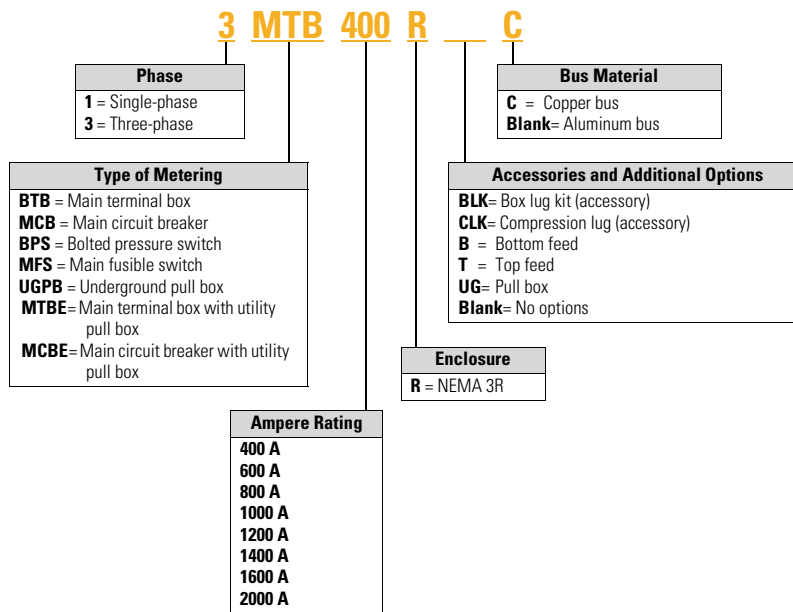 3 MTB 400 R C
Phase
1 = Single-phase
3 = Three-phase
Bus Material
C = Copper bus
Blank= Aluminum bus
Type of Metering
BTB = Main terminal box
MCB = Main circuit breaker
BPS = Bolted pressure switch
MFS = Main fusible switch
UGPB = Underground pull box
MTBE= Main terminal box with utility
pull box
MCBE= Main circuit breaker with utility
pull box
Accessories and Additional Options
BLK= Box lug kit (accessory)
CLK= Compression lug (accessory)
B = Bottom feed
T = Top feed
UG= Pull box
Blank= No options
Enclosure
R = NEMA 3R
Ampere Rating
400 A
600 A
800 A
1000 A
1200 A
1400 A
1600 A
2000 A